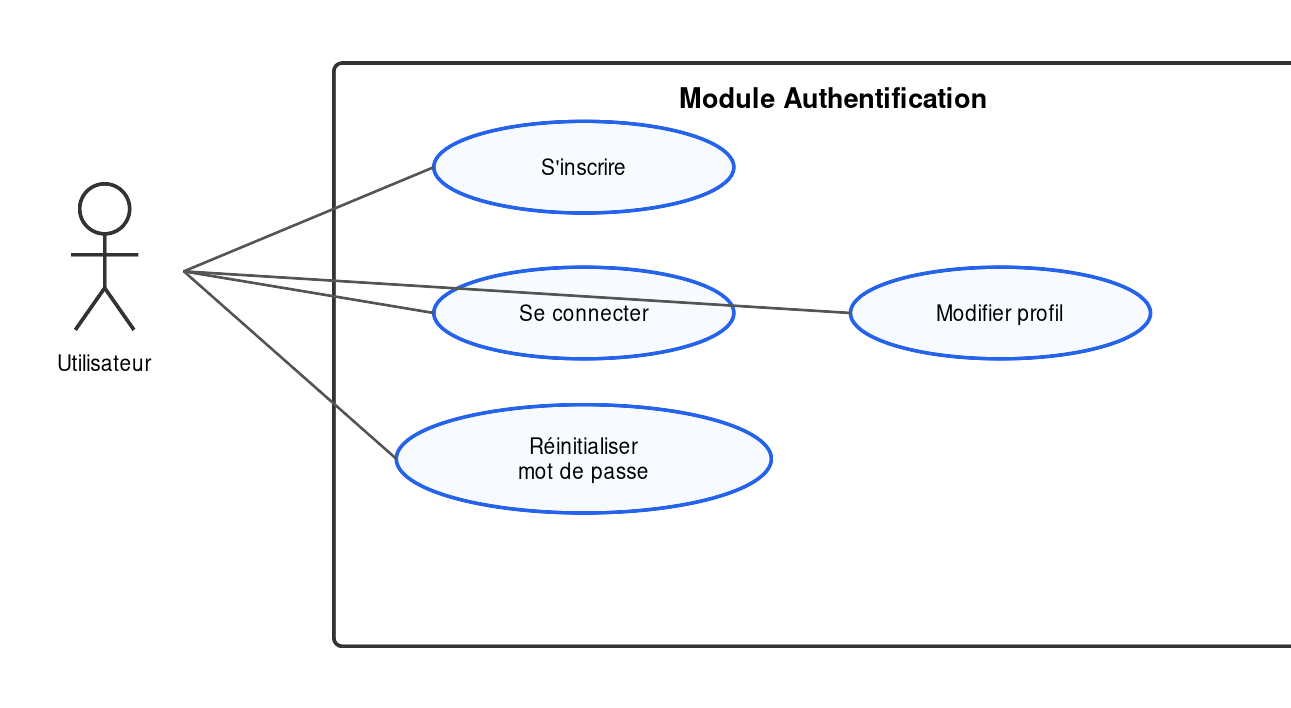 Module Authentification
S'inscrire
Se connecter
Modifier profil
Utilisateur
Réinitialiser
mot de passe